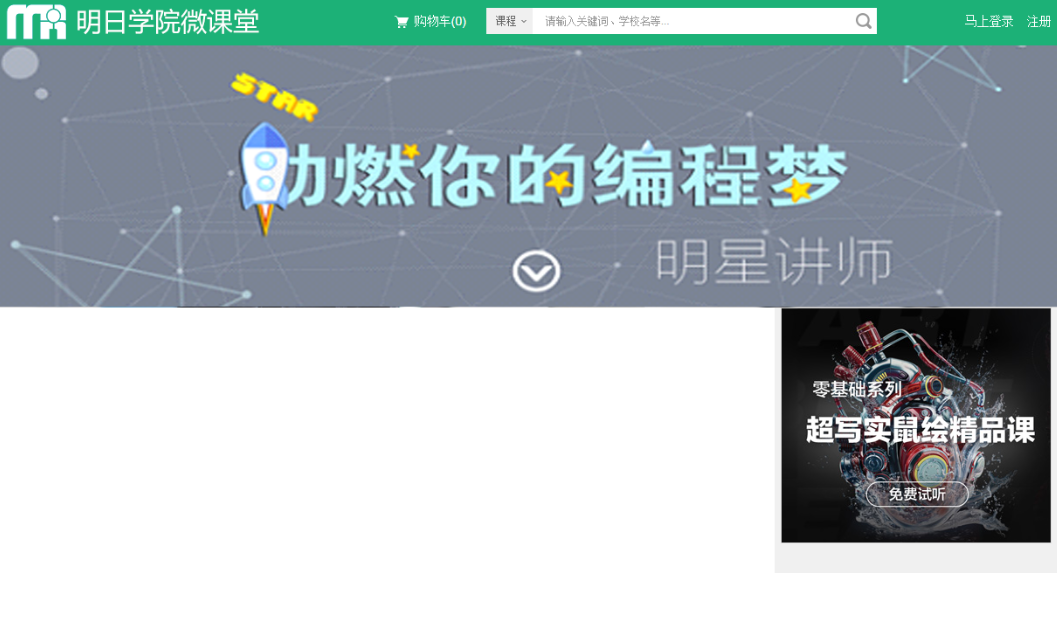 明日学院微课堂
购物车(0)
课程
请输入关键词、学校名等...
马上登录
注册
STAR
燃你的编程梦
明星讲师
零基础系列
超写实鼠绘精品课
免费试听